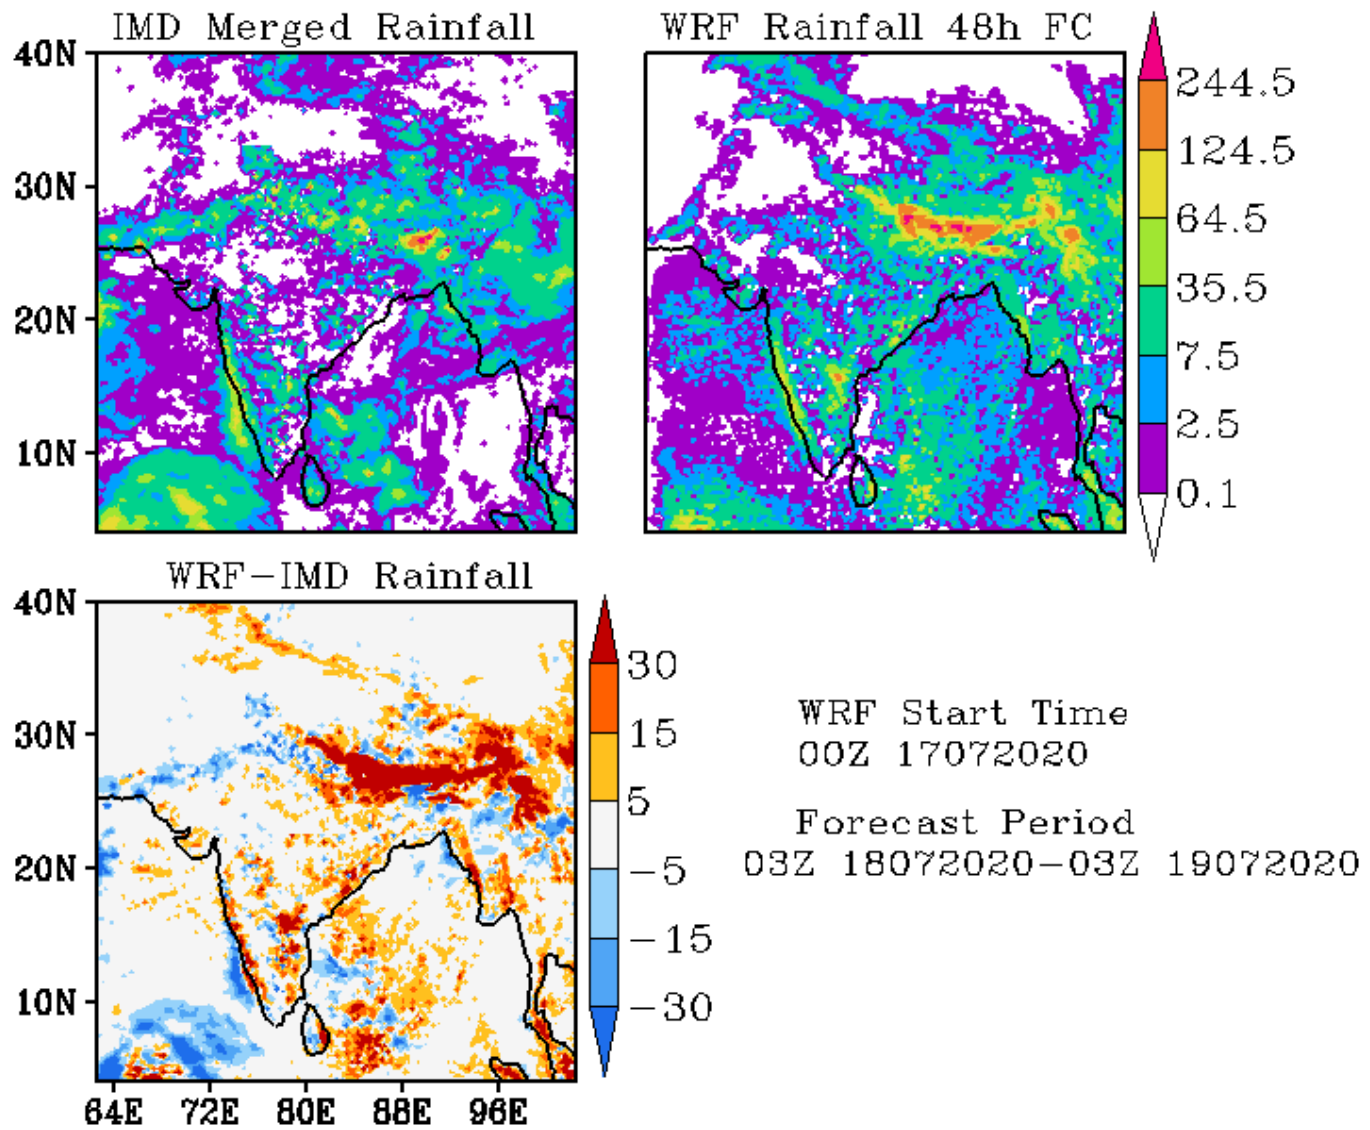 IMD Merged Rainfall
WRF Rainfall 48h FC
40N
30N
20N
10N
244.5
124.5
64.5
35.5
7.5
2.5
0.1
WRF-IMD Rainfall
40N
30N
20N
10N
64E 72E 80E 88E 96E
30
15
5
-5
-15
-30
WRF Start Time
00Z 17072020
Forecast Period
03Z 18072020-03Z 19072020